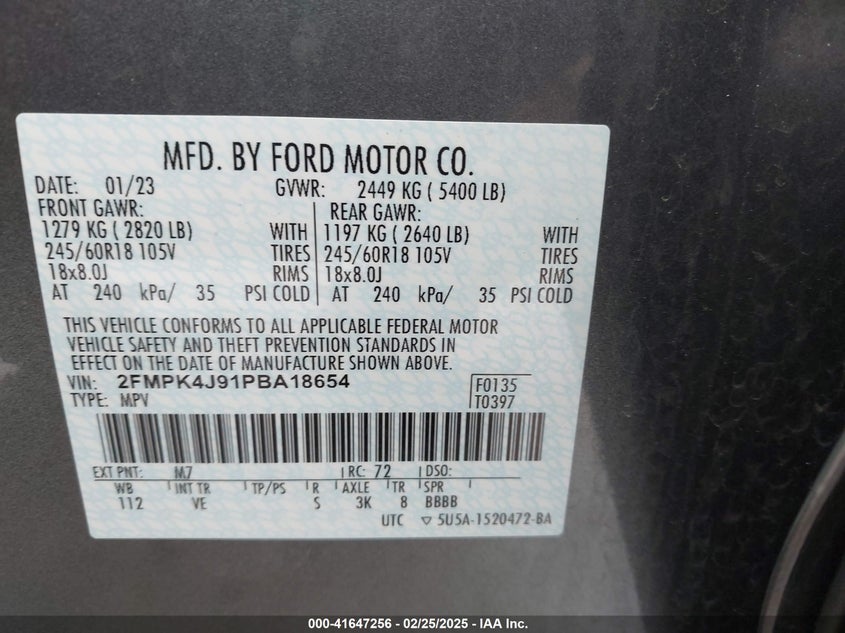 MFD. BY FORD MOTOR CO.
DATE: 01/23 GVWR: 2449 KG ( 5400 LB)
FRONT GAWR: REAR GAWR:
1279 KG ( 2820 LB) WITH 1197 KG ( 2640 LB) WITH
245/60R18 105V TIRES 245/60R18 105V TIRES
18x8.0J RIMS 18x8.0J RIMS
AT 240 kPa/ 35 PSI COLD AT 240 kPa/ 35 PSI COLD
THIS VEHICLE CONFORMS TO ALL APPLICABLE FEDERAL MOTOR
VEHICLE SAFETY AND THEFT PREVENTION STANDARDS IN
EFFECT ON THE DATE OF MANUFACTURE SHOWN ABOVE.
VIN: 2FMPK4J91PBA18654 F0135
TYPE: MPV T0397
EXT PNT: M7 RC: 72 DSO:
WB INT TR TP/PS R AXLE TR SPR
112 VE S 3K 8 BBBB
UTC ▽ 5U5A-1520472-BA
000-41647256 - 02/25/2025 - IAA Inc.